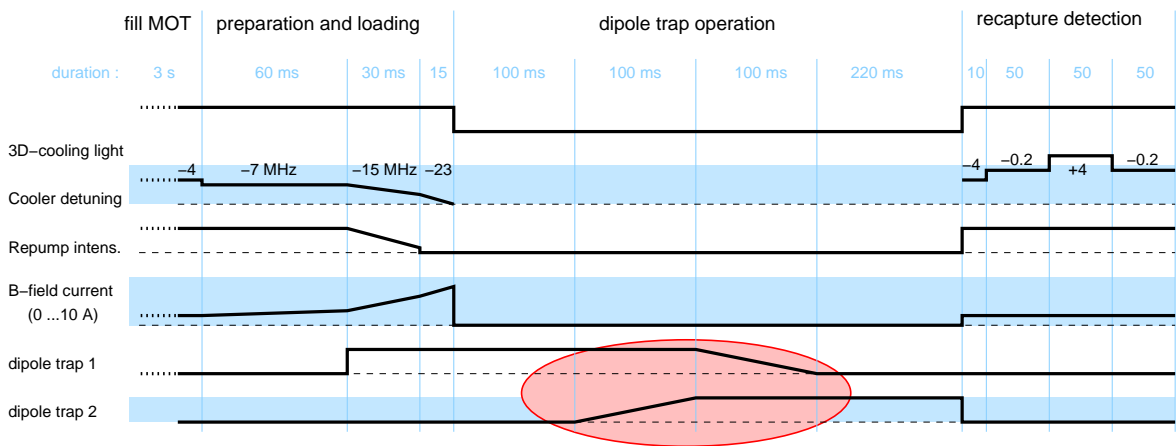 fill MOT preparation and loading dipole trap operation recapture detection
duration : 3 s 60 ms 30 ms 15 100 ms 100 ms 100 ms 220 ms 10 50 50 50
3D−cooling light
−4 −7 MHz −15 MHz −23 −4 −0.2 +4 −0.2
Cooler detuning
Repump intens.
B−field current
(0 ...10 A)
dipole trap 1
dipole trap 2